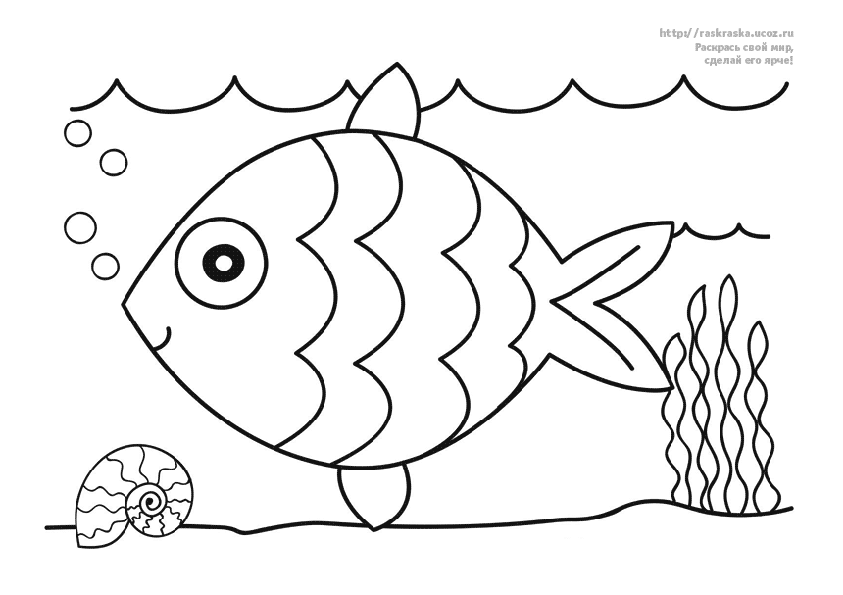 http://raskraska.ucoz.ru
Раскрась свой мир,
сделай его ярче!